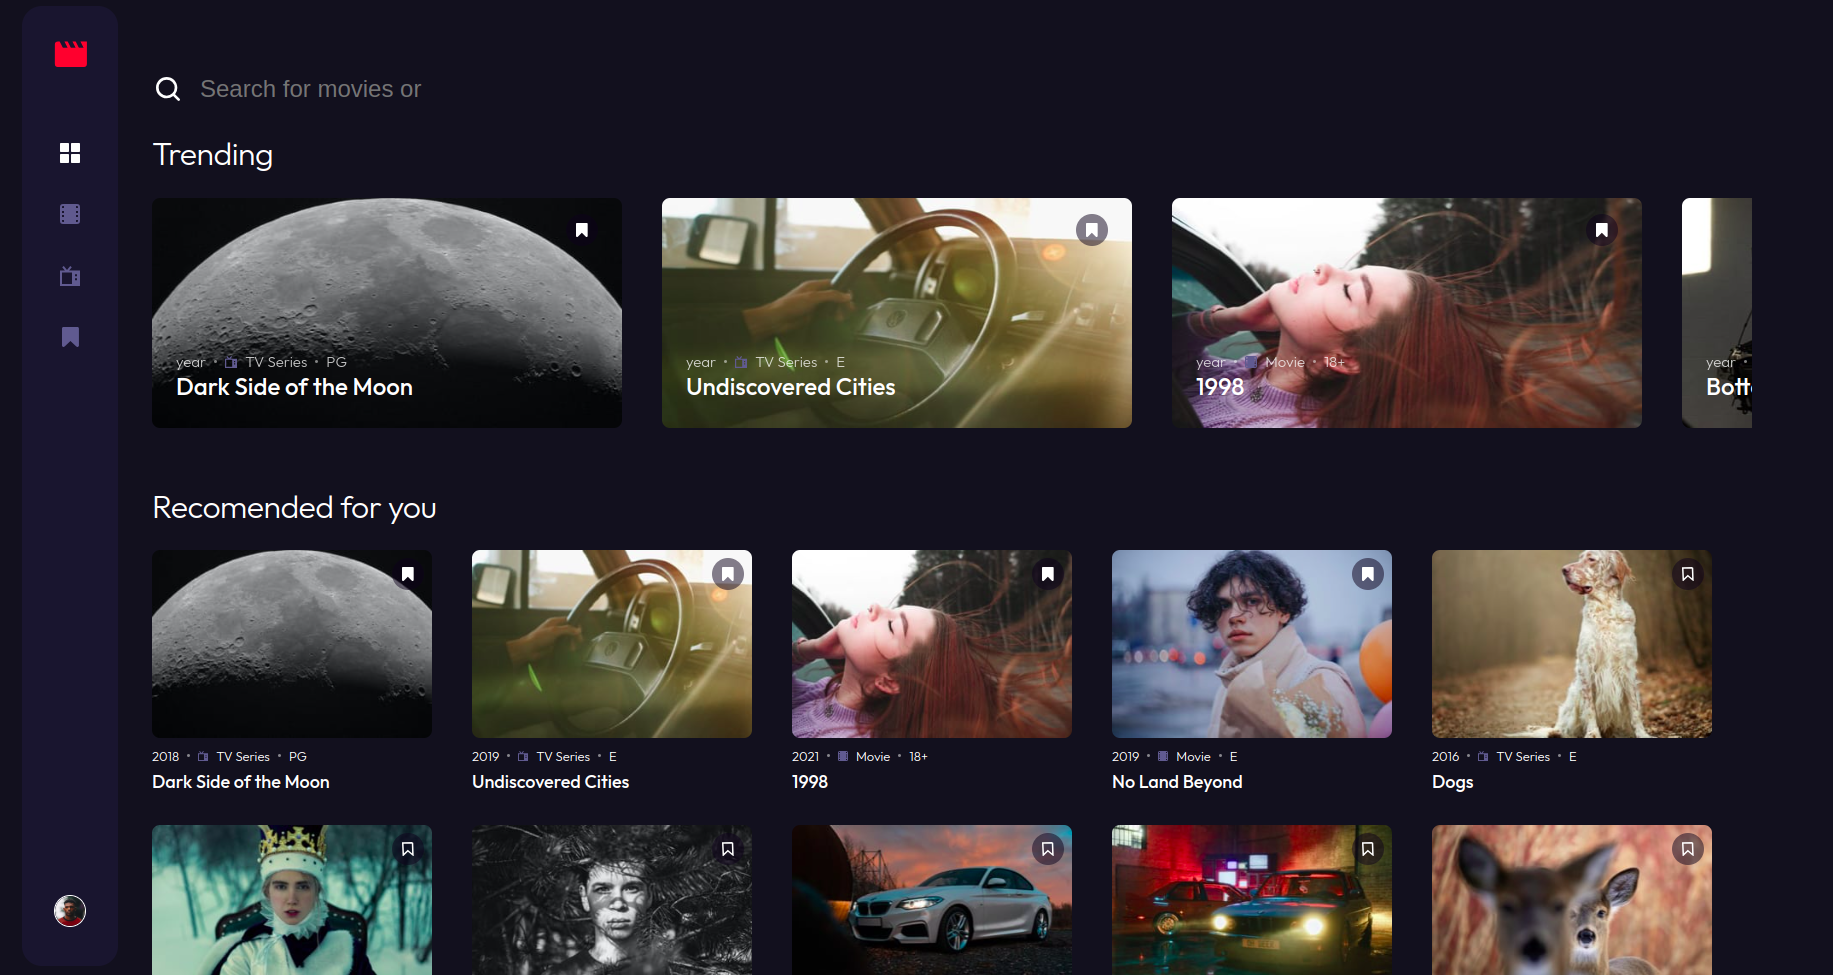 Search for movies or
Trending
year • TV Series • PG
Dark Side of the Moon
year • TV Series • E
Undiscovered Cities
year • Movie • 18+
1998
year •
Bott
Recomended for you
2018 • TV Series • PG
Dark Side of the Moon
2019 • TV Series • E
Undiscovered Cities
2021 • Movie • 18+
1998
2019 • Movie • E
No Land Beyond
2016 • TV Series • E
Dogs